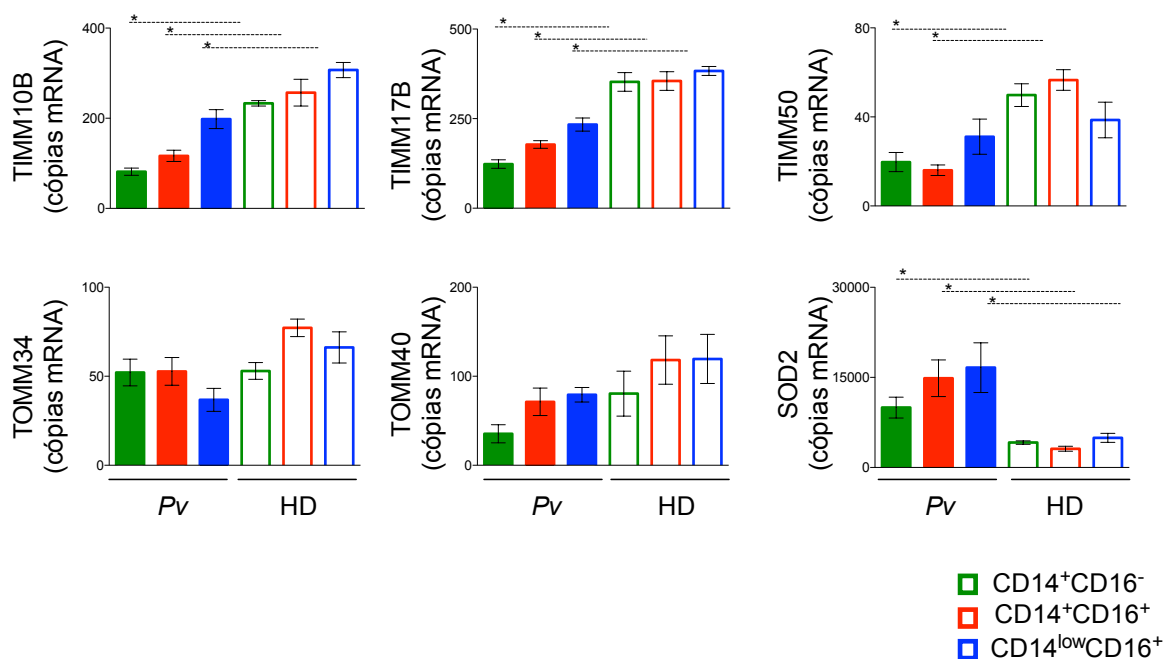 TIMM10B
(cópias mRNA)
400
200
0
*
*
*
TIMM17B
(cópias mRNA)
500
250
0
*
*
*
TIMM50
(cópias mRNA)
80
40
0
*
*
TOMM34
(cópias mRNA)
100
50
0
Pv
HD
TOMM40
(cópias mRNA)
200
100
0
Pv
HD
SOD2
(cópias mRNA)
30000
15000
0
*
*
*
Pv
HD
CD14⁺CD16⁻
CD14⁺CD16⁺
CD14ˡᵒʷCD16⁺